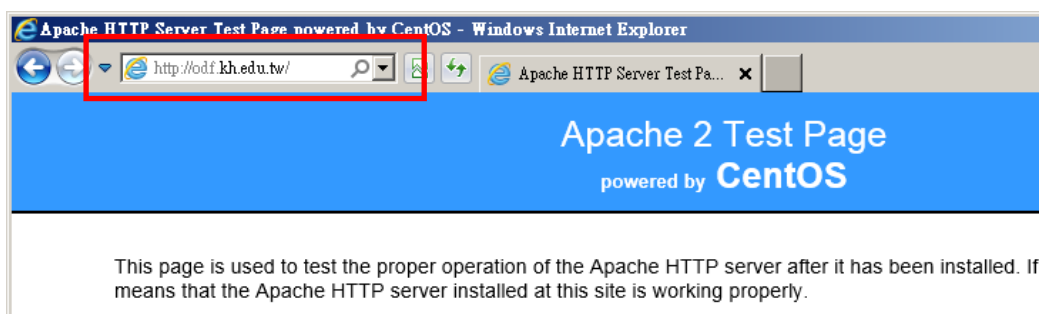 Apache HTTP Server Test Page powered by CentOS - Windows Internet Explorer
http://odf.kh.edu.tw/
Apache HTTP Server Test Pa...
Apache 2 Test Page
powered by CentOS
This page is used to test the proper operation of the Apache HTTP server after it has been installed. If
means that the Apache HTTP server installed at this site is working properly.